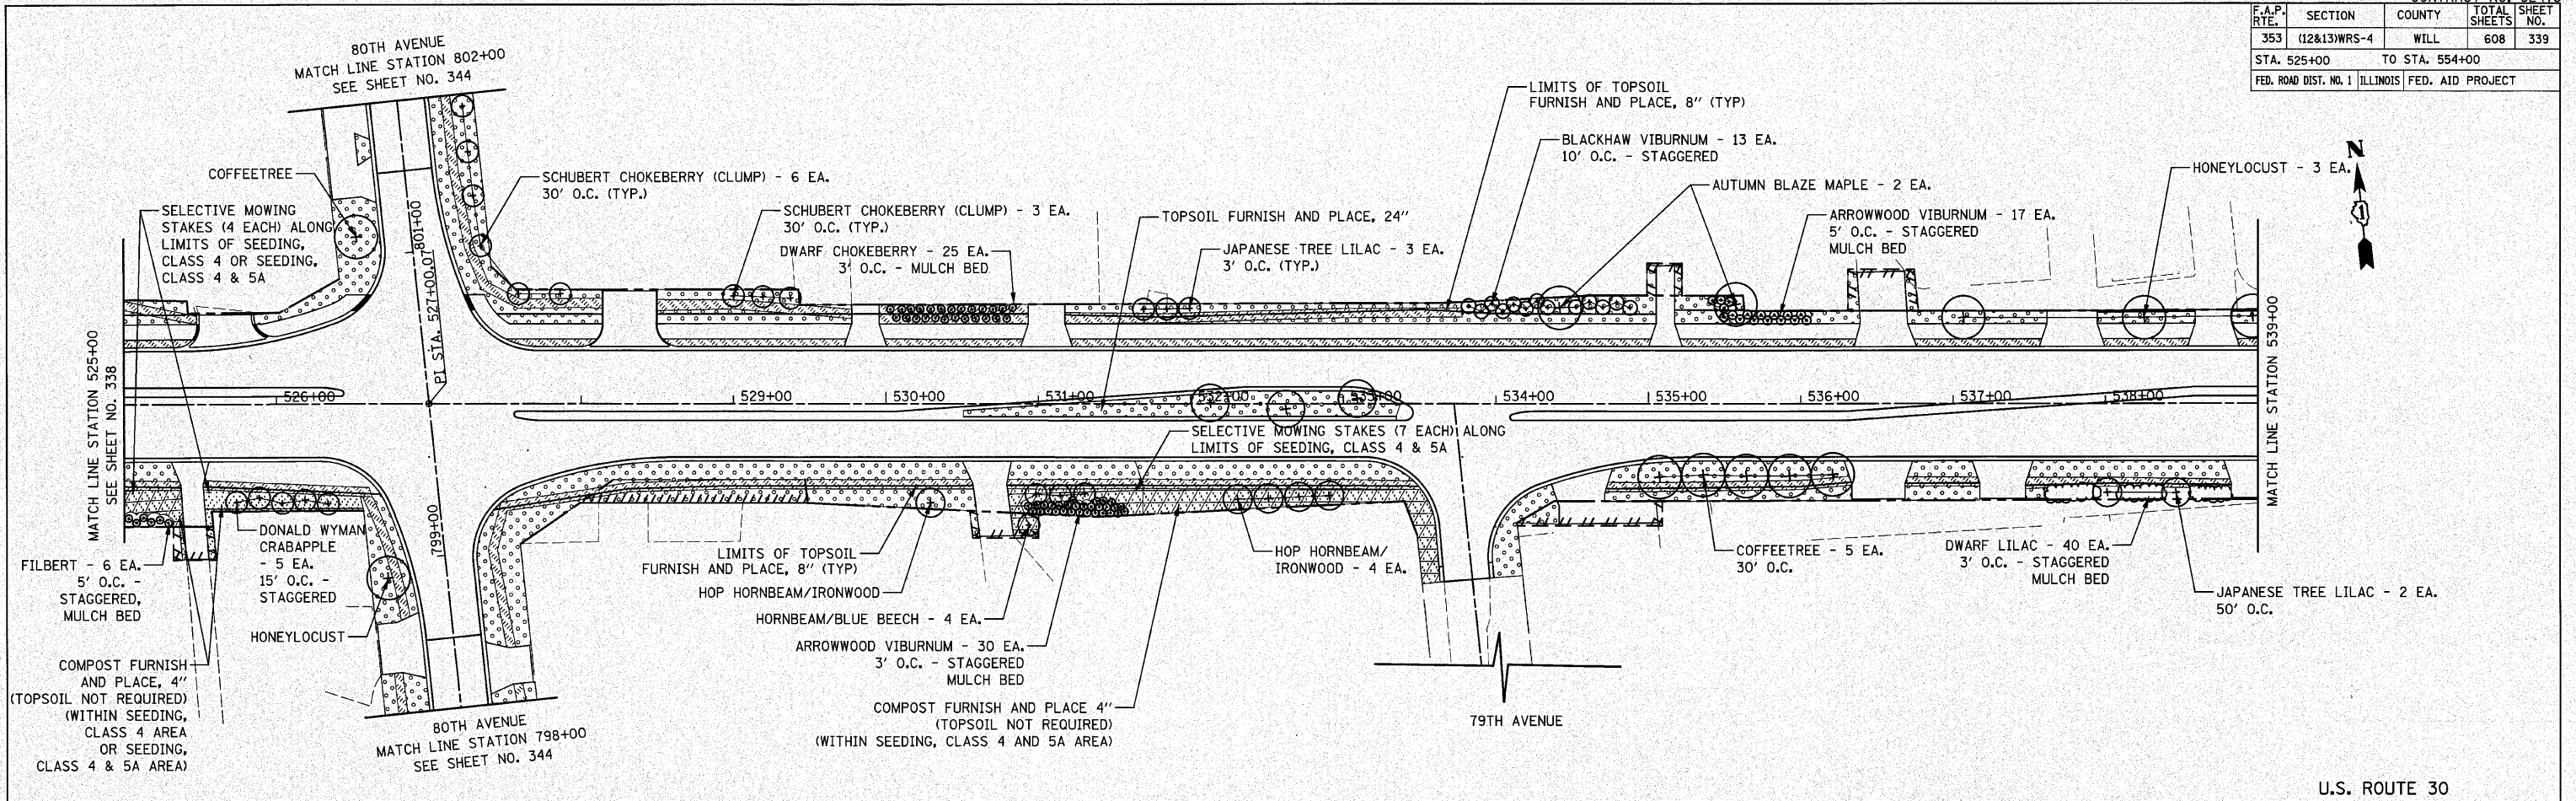 F.A.P. RTE. SECTION COUNTY TOTAL SHEETS SHEET NO.
353 (12&13)WRS-4 WILL 608 339
STA. 525+00 TO STA. 554+00
FED. ROAD DIST. NO. 1 ILLINOIS FED. AID PROJECT
80TH AVENUE
MATCH LINE STATION 802+00
SEE SHEET NO. 344
COFFEETREE
SELECTIVE MOWING
STAKES (4 EACH) ALONG
LIMITS OF SEEDING,
CLASS 4 OR SEEDING,
CLASS 4 & 5A
801+00
PI STA. 527+00.07
SCHUBERT CHOKEBERRY (CLUMP) - 6 EA.
30' O.C. (TYP.)
SCHUBERT CHOKEBERRY (CLUMP) - 3 EA.
30' O.C. (TYP.)
DWARF CHOKEBERRY - 25 EA.
3' O.C. - MULCH BED
TOPSOIL FURNISH AND PLACE, 24"
JAPANESE TREE LILAC - 3 EA.
3' O.C. (TYP.)
LIMITS OF TOPSOIL
FURNISH AND PLACE, 8" (TYP)
BLACKHAW VIBURNUM - 13 EA.
10' O.C. - STAGGERED
AUTUMN BLAZE MAPLE - 2 EA.
ARROWWOOD VIBURNUM - 17 EA.
5' O.C. - STAGGERED
MULCH BED
HONEYLOCUST - 3 EA.
N
MATCH LINE STATION 525+00
SEE SHEET NO. 338
526+00
529+00
530+00
531+00
532+00
533+00
534+00
535+00
536+00
537+00
538+00
MATCH LINE STATION 539+00
SELECTIVE MOWING STAKES (7 EACH) ALONG
LIMITS OF SEEDING, CLASS 4 & 5A
799+00
FILBERT - 6 EA.
5' O.C. -
STAGGERED,
MULCH BED
DONALD WYMAN
CRABAPPLE
- 5 EA.
15' O.C. -
STAGGERED
HONEYLOCUST
COMPOST FURNISH
AND PLACE, 4"
(TOPSOIL NOT REQUIRED)
(WITHIN SEEDING,
CLASS 4 AREA
OR SEEDING,
CLASS 4 & 5A AREA)
80TH AVENUE
MATCH LINE STATION 798+00
SEE SHEET NO. 344
LIMITS OF TOPSOIL
FURNISH AND PLACE, 8" (TYP)
HOP HORNBEAM/IRONWOOD
HORNBEAM/BLUE BEECH - 4 EA.
ARROWWOOD VIBURNUM - 30 EA.
3' O.C. - STAGGERED
MULCH BED
COMPOST FURNISH AND PLACE 4"
(TOPSOIL NOT REQUIRED)
(WITHIN SEEDING, CLASS 4 AND 5A AREA)
HOP HORNBEAM/
IRONWOOD - 4 EA.
79TH AVENUE
COFFEETREE - 5 EA.
30' O.C.
DWARF LILAC - 40 EA.
3' O.C. - STAGGERED
MULCH BED
JAPANESE TREE LILAC - 2 EA.
50' O.C.
U.S. ROUTE 30